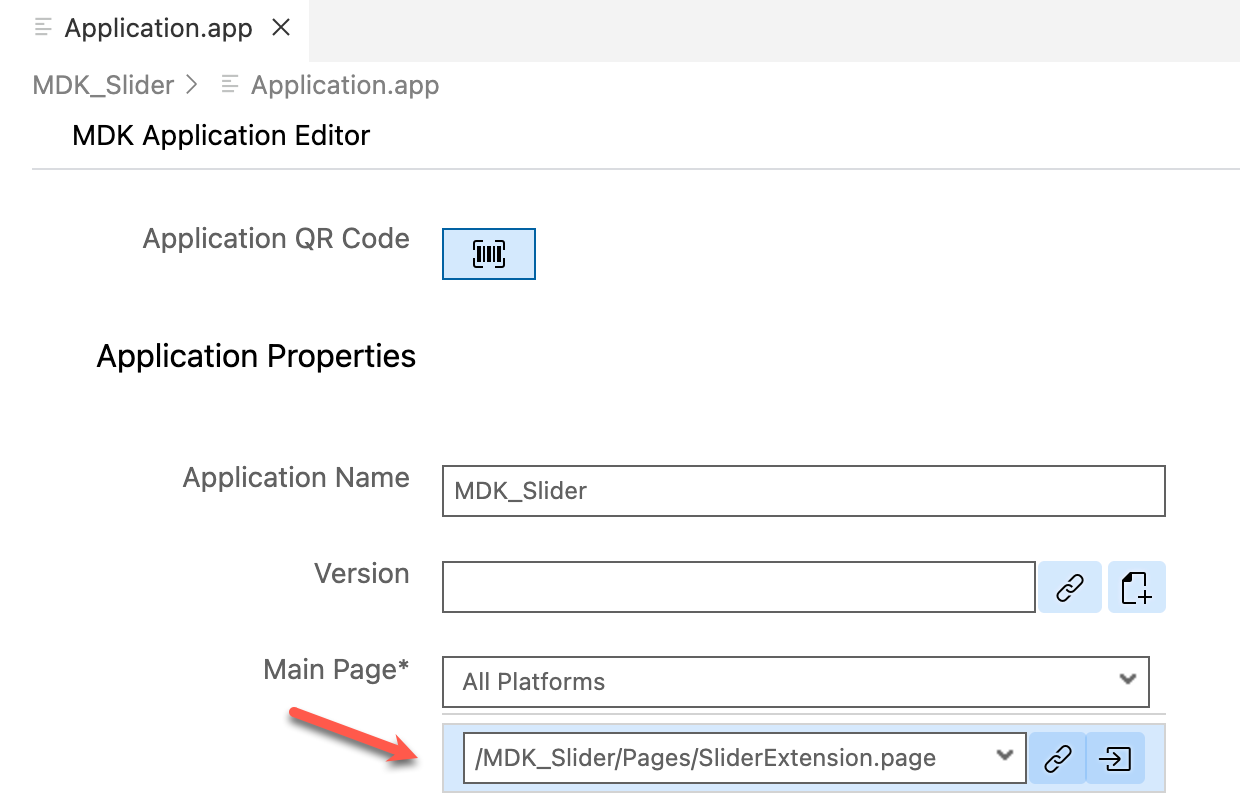 Application.app
MDK_Slider > Application.app
MDK Application Editor
Application QR Code
Application Properties
Application Name MDK_Slider
Version
Main Page* All Platforms
/MDK_Slider/Pages/SliderExtension.page